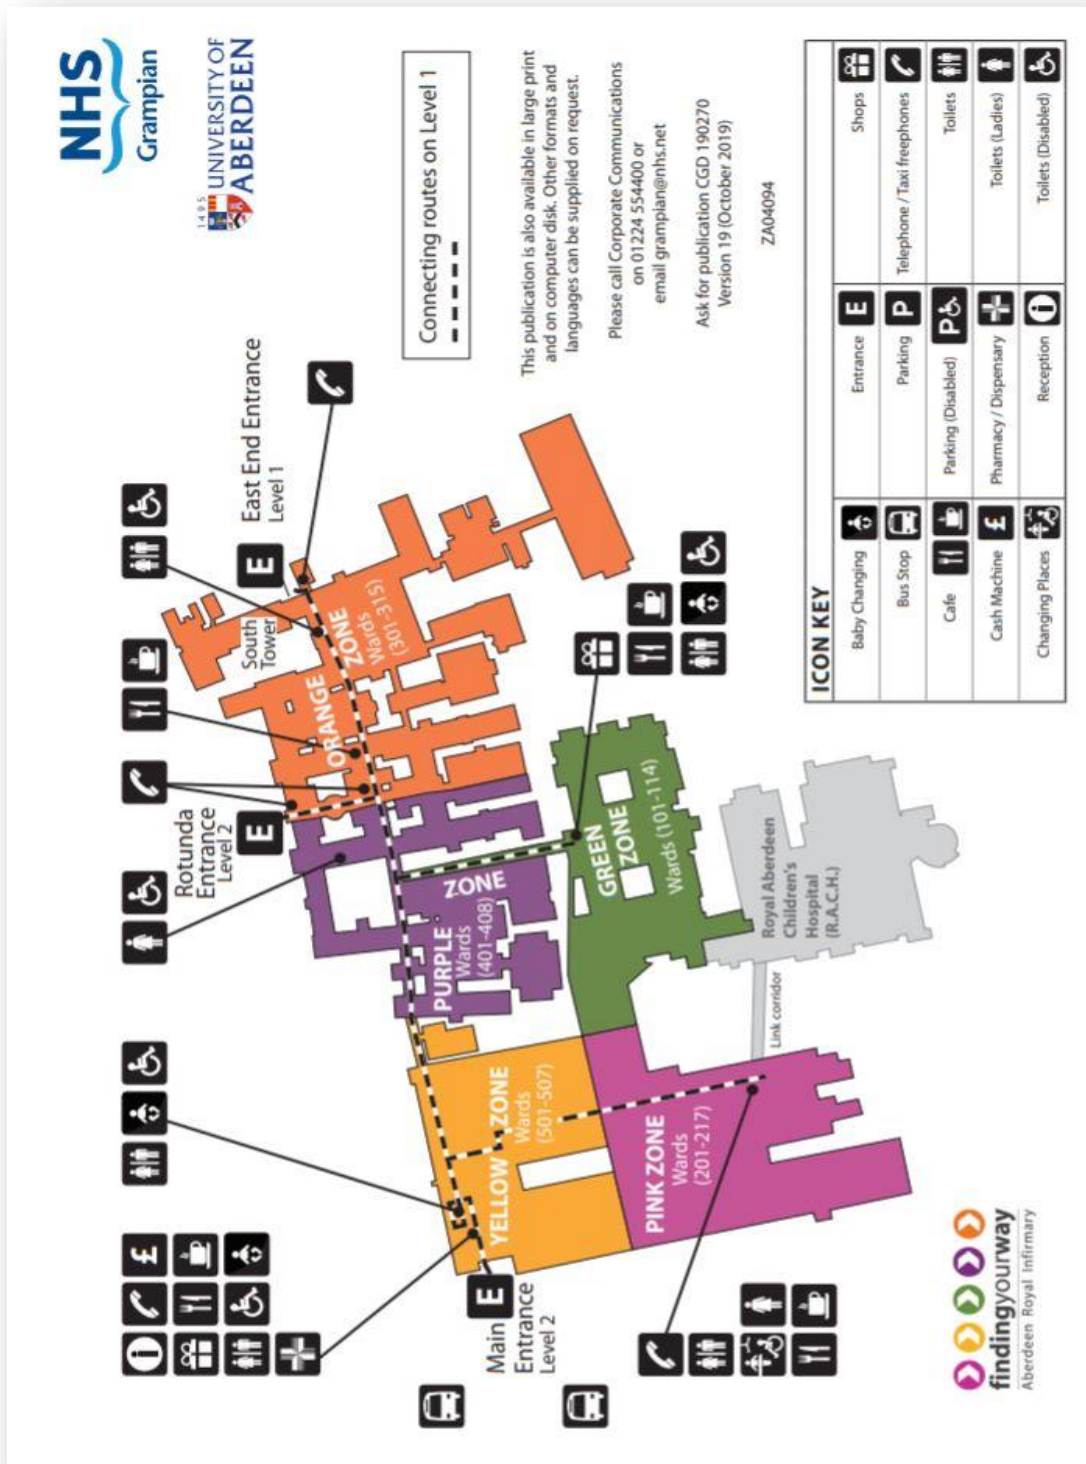 NHS
Grampian
1495
UNIVERSITY OF
ABERDEEN
Connecting routes on Level 1
This publication is also available in large print
and on computer disk. Other formats and
languages can be supplied on request.
Please call Corporate Communications
on 01224 554400 or
email grampian@nhs.net
Ask for publication CGD 190270
Version 19 (October 2019)
ZA04094
East End Entrance
Level 1
E
South
Tower
ORANGE
ZONE
Wards
(301-315)
Rotunda
Entrance
Level 2
E
PURPLE
ZONE
Wards
(401-408)
GREEN
ZONE
Wards (101-114)
Royal Aberdeen
Children's
Hospital
(R.A.C.H.)
Link corridor
YELLOW ZONE
Wards
(501-507)
PINK ZONE
Wards
(201-217)
£
i
Main
Entrance
Level 2
E
ICON KEY
Baby Changing
Entrance
E
Shops
Bus Stop
Parking
P
Telephone / Taxi freephones
Cafe
Parking (Disabled)
P
Toilets
Cash Machine
£
Pharmacy / Dispensary
Toilets (Ladies)
Changing Places
Reception
i
Toilets (Disabled)
findingyourway
Aberdeen Royal Infirmary